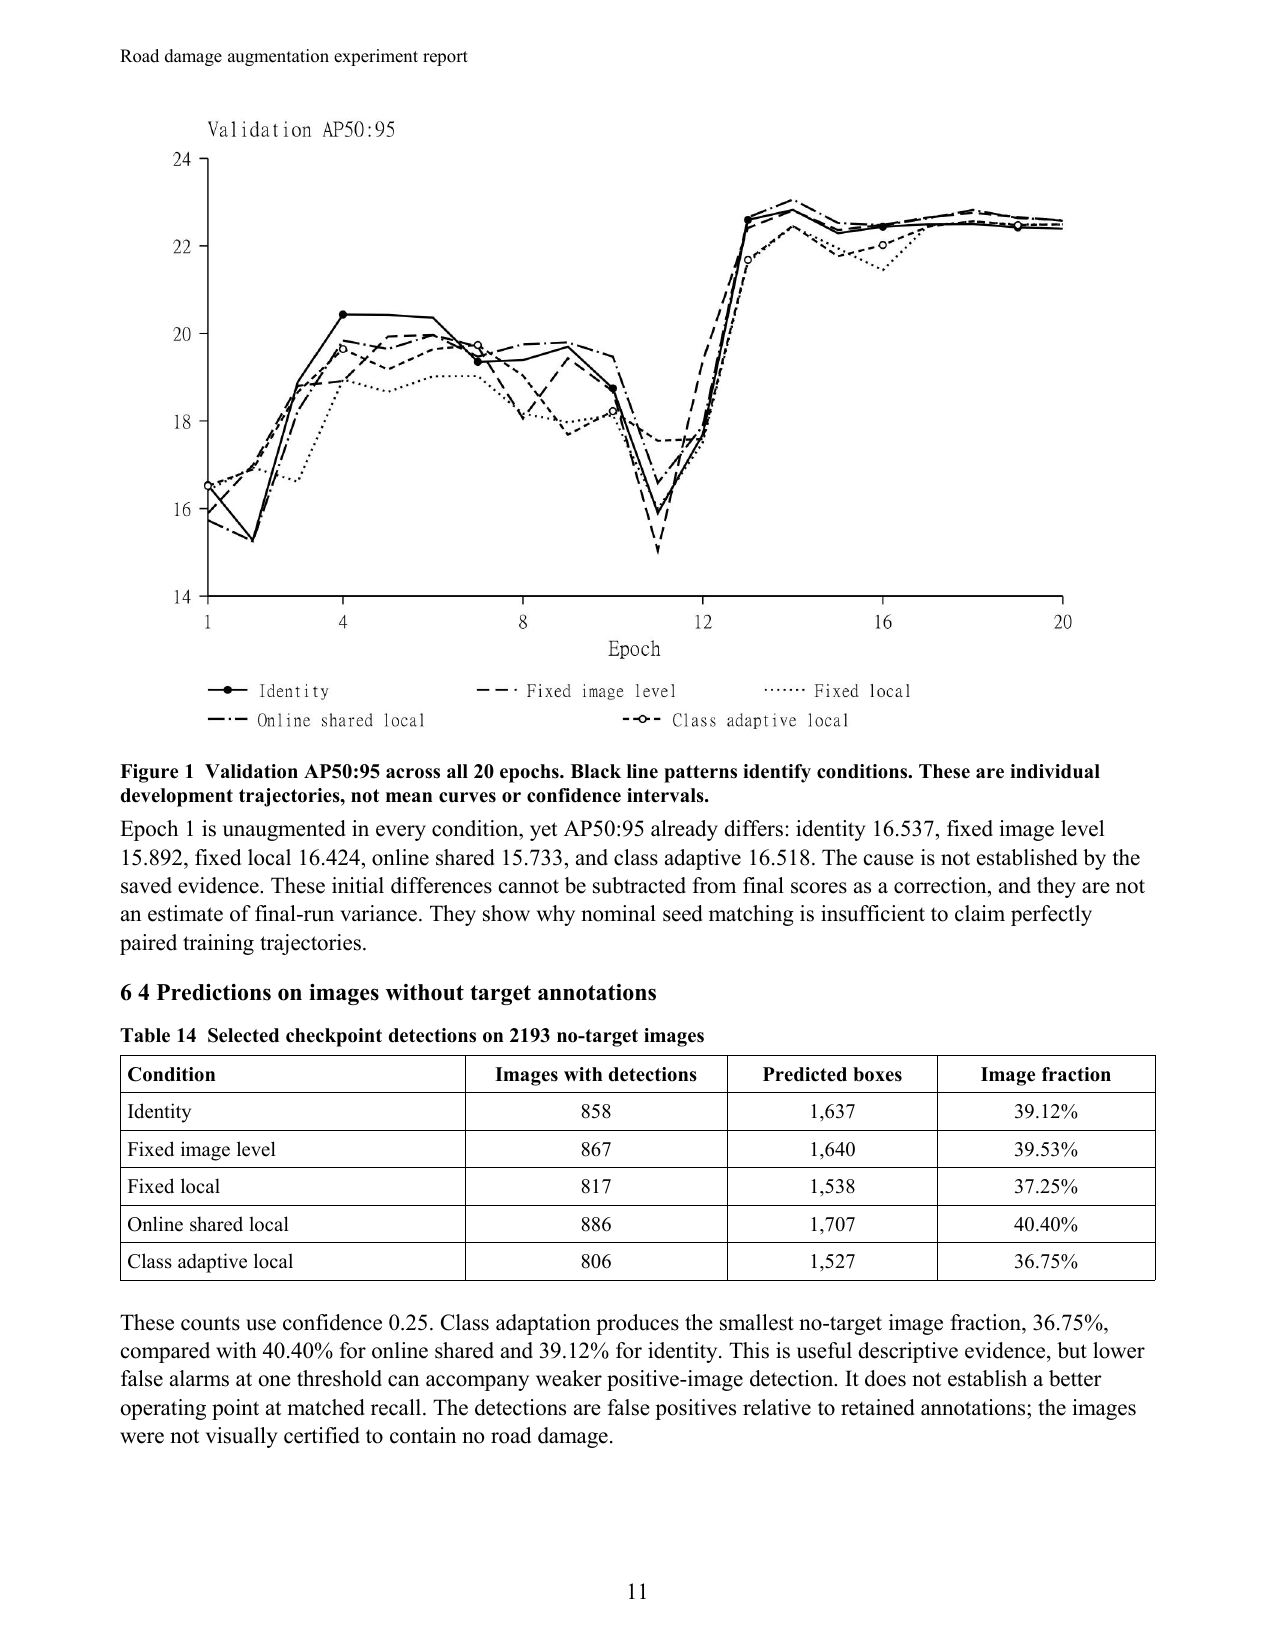 Road damage augmentation experiment report
Validation AP50:95
24
22
20
18
16
14
1 4 8 12 16 20
Epoch
Identity Fixed image level Fixed local
Online shared local Class adaptive local
Figure 1 Validation AP50:95 across all 20 epochs. Black line patterns identify conditions. These are individual
development trajectories, not mean curves or confidence intervals.
Epoch 1 is unaugmented in every condition, yet AP50:95 already differs: identity 16.537, fixed image level
15.892, fixed local 16.424, online shared 15.733, and class adaptive 16.518. The cause is not established by the
saved evidence. These initial differences cannot be subtracted from final scores as a correction, and they are not
an estimate of final-run variance. They show why nominal seed matching is insufficient to claim perfectly
paired training trajectories.
6 4 Predictions on images without target annotations
Table 14 Selected checkpoint detections on 2193 no-target images
Condition Images with detections Predicted boxes Image fraction
Identity 858 1,637 39.12%
Fixed image level 867 1,640 39.53%
Fixed local 817 1,538 37.25%
Online shared local 886 1,707 40.40%
Class adaptive local 806 1,527 36.75%
These counts use confidence 0.25. Class adaptation produces the smallest no-target image fraction, 36.75%,
compared with 40.40% for online shared and 39.12% for identity. This is useful descriptive evidence, but lower
false alarms at one threshold can accompany weaker positive-image detection. It does not establish a better
operating point at matched recall. The detections are false positives relative to retained annotations; the images
were not visually certified to contain no road damage.
11